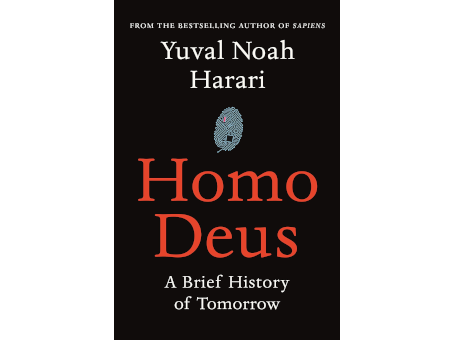 FROM THE BESTSELLING AUTHOR OF SAPIENS
Yuval Noah
Harari
Homo
Deus
A Brief History
of Tomorrow